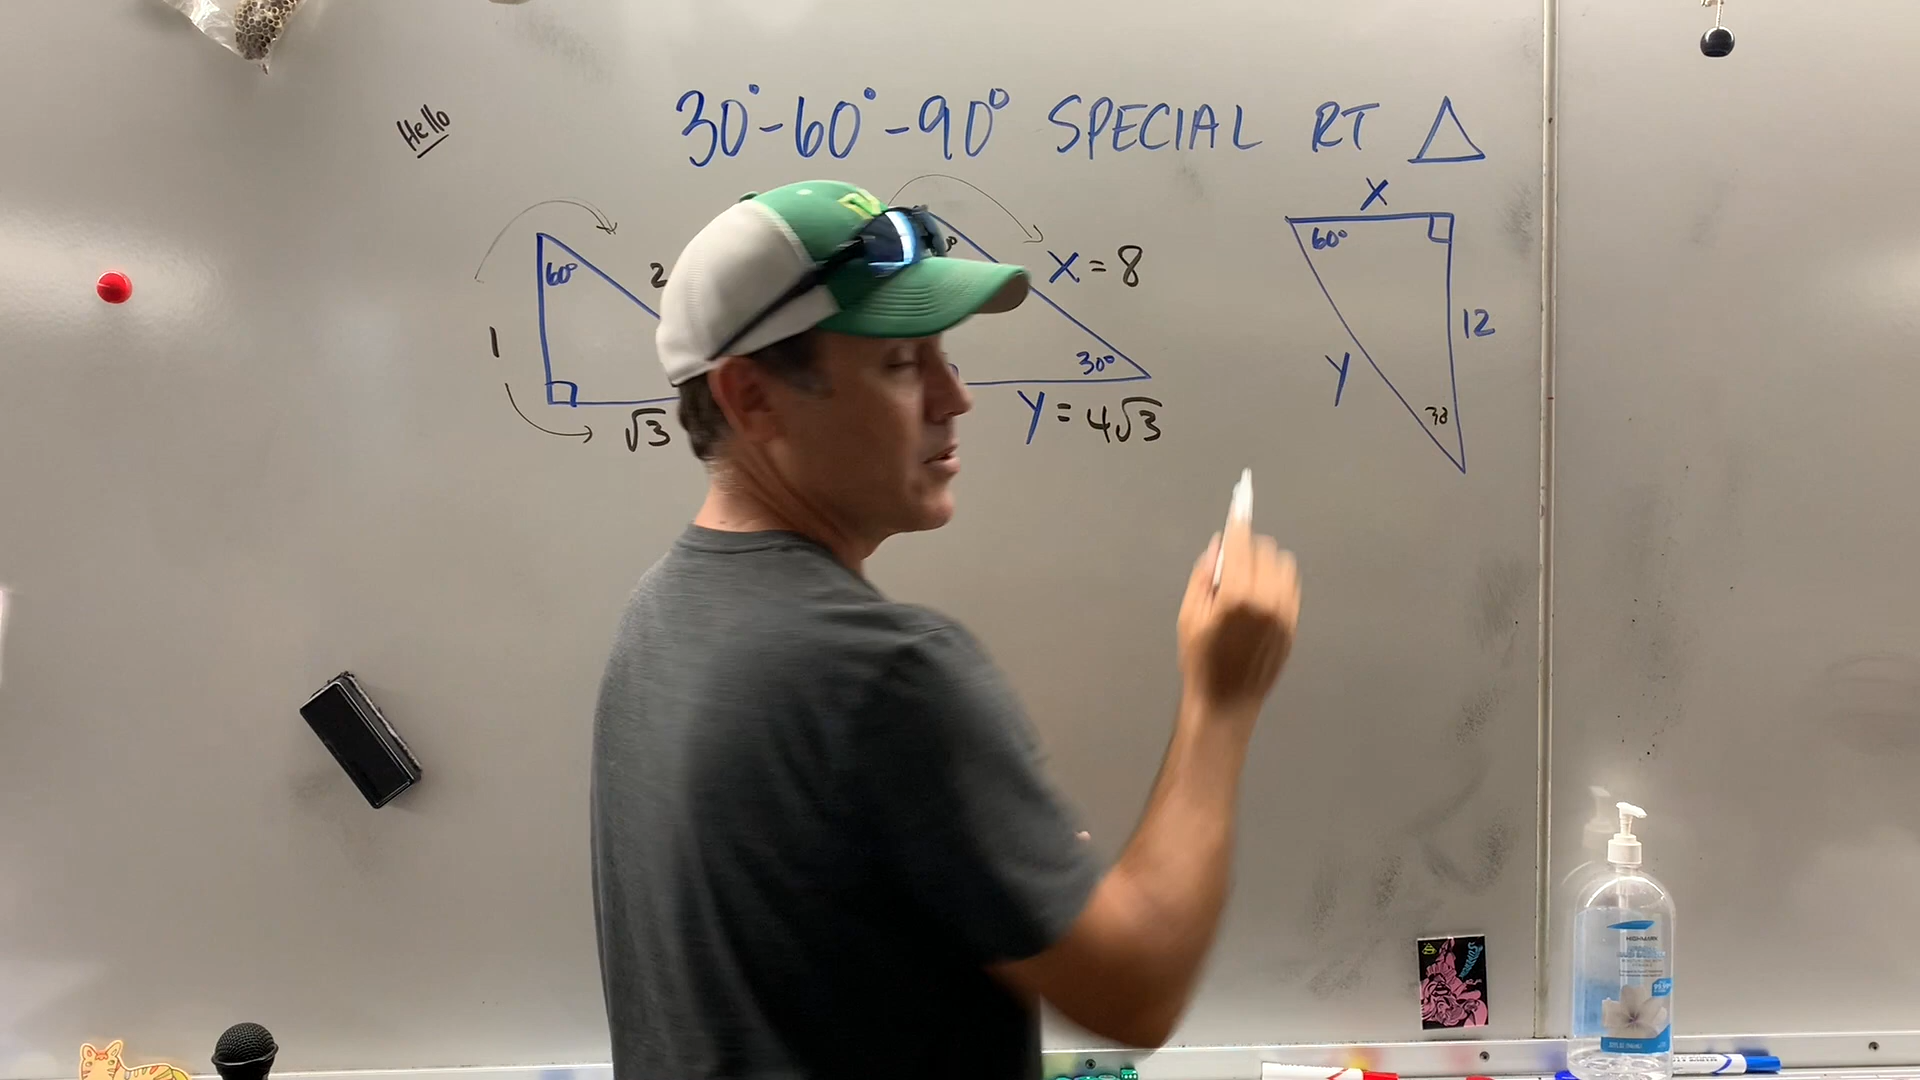 Hello
30°-60°-90° SPECIAL RT △
60°
2
1
√3
x=8
30°
y=4√3
x
60°
12
y
30